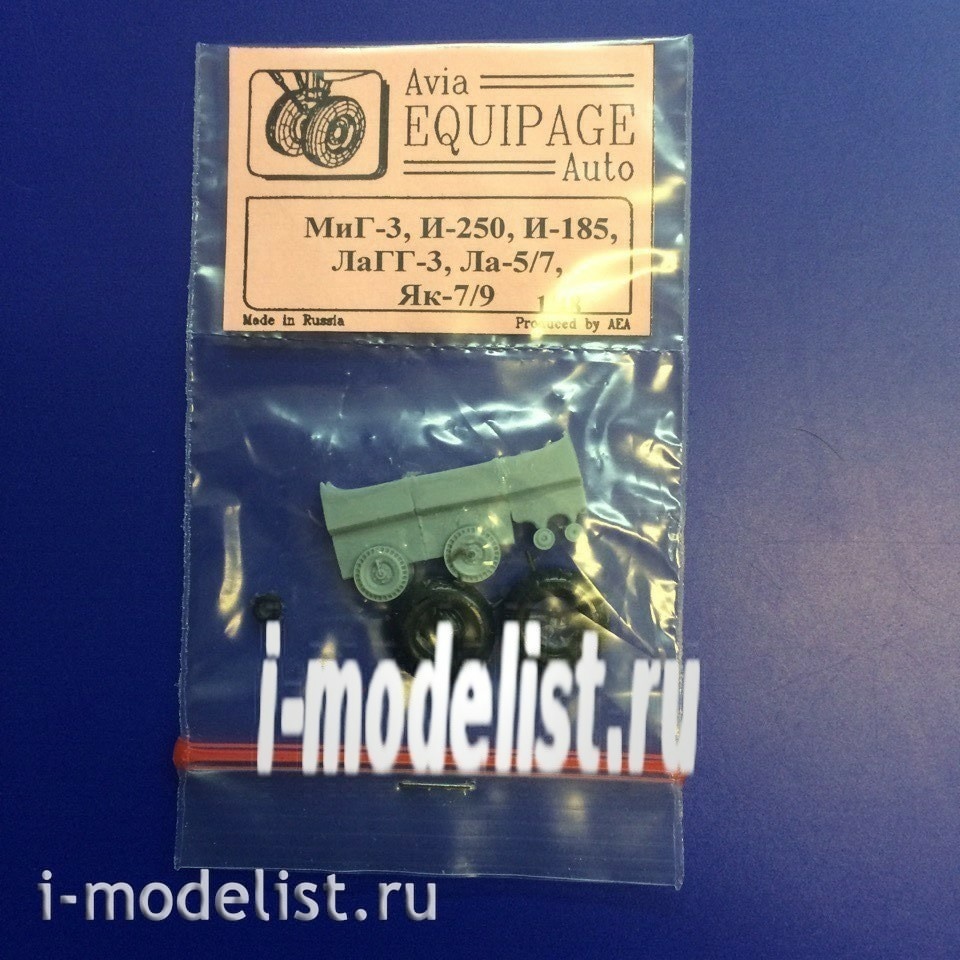 Avia
EQUIPAGE
Auto
МиГ-3, И-250, И-185,
ЛаГГ-3, Ла-5/7,
Як-7/9
Made in Russia
Produced by AEA
i-modelist.ru
i-modelist.ru